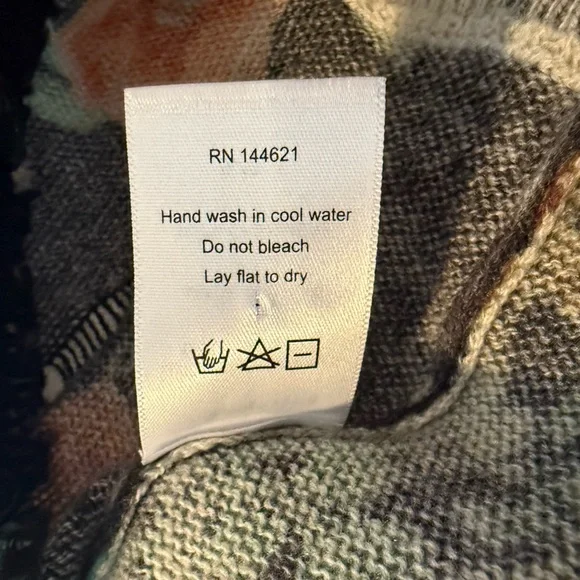 RN 144621
Hand wash in cool water
Do not bleach
Lay flat to dry